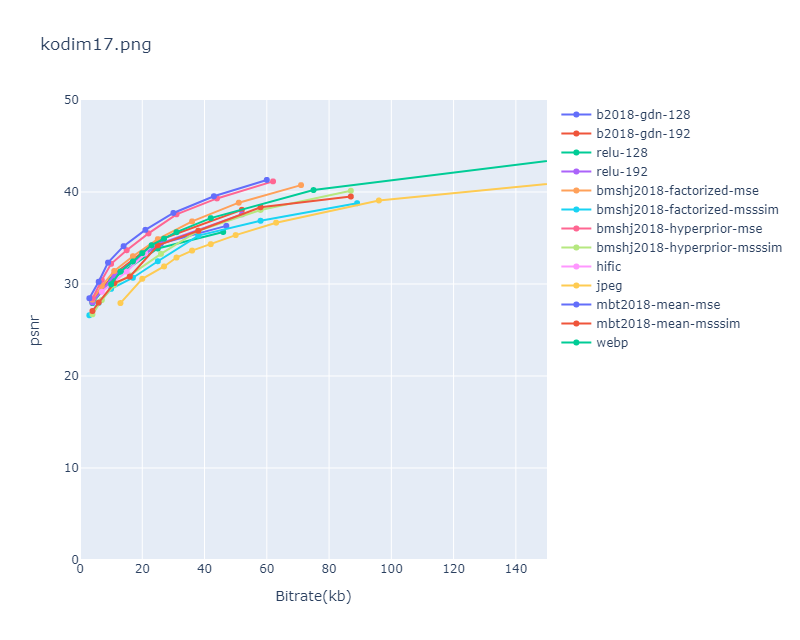 kodim17.png
50
40
30
20
10
0
psnr
0 20 40 60 80 100 120 140
Bitrate(kb)
b2018-gdn-128
b2018-gdn-192
relu-128
relu-192
bmshj2018-factorized-mse
bmshj2018-factorized-msssim
bmshj2018-hyperprior-mse
bmshj2018-hyperprior-msssim
hific
jpeg
mbt2018-mean-mse
mbt2018-mean-msssim
webp